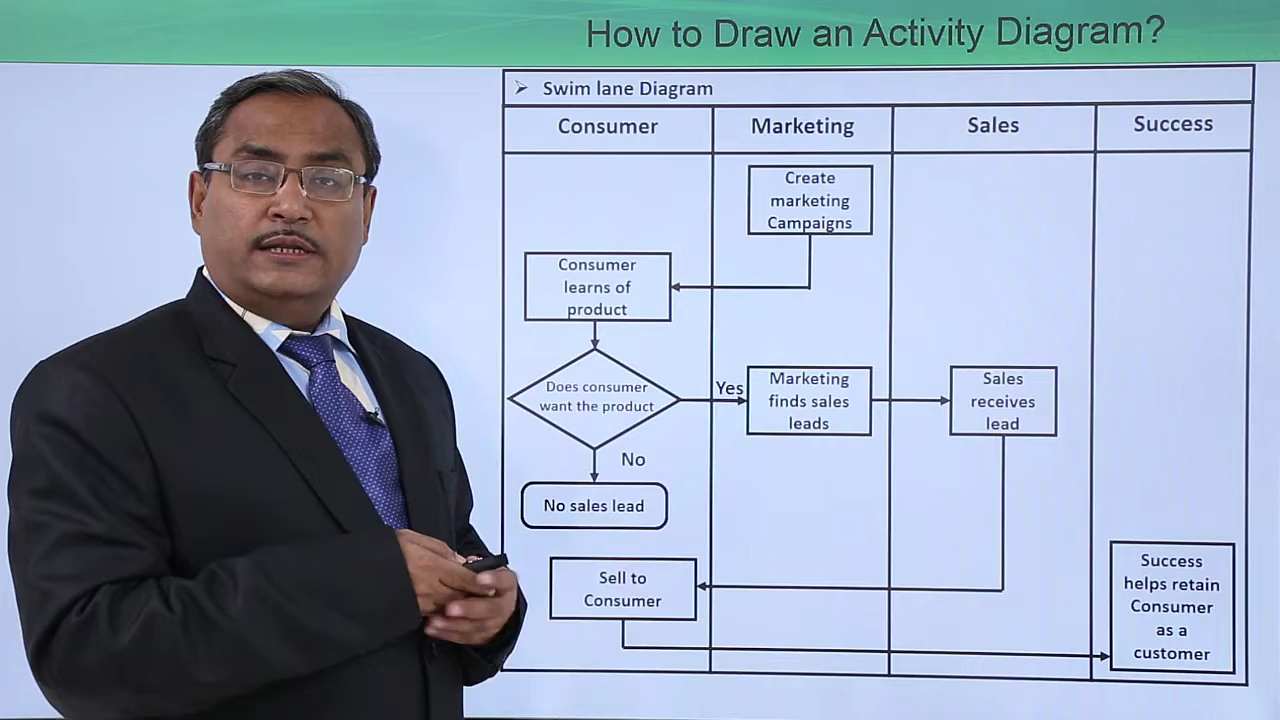 How to Draw an Activity Diagram?
➢ Swim lane Diagram
Consumer
Marketing
Sales
Success
Create
marketing
Campaigns
Consumer
learns of
product
Does consumer
want the product
Yes
Marketing
finds sales
leads
Sales
receives
lead
No
No sales lead
Sell to
Consumer
Success
helps retain
Consumer
as a
customer